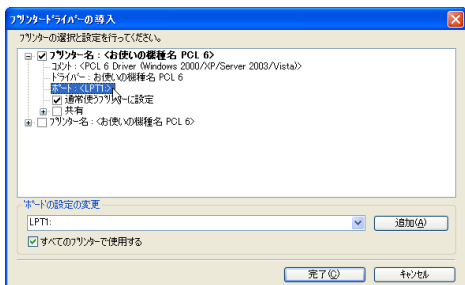 プリンタードライバーの導入
プリンターの選択と設定を行ってください。
プリンター名 : <お使いの機種名 PCL 6>
コメント : <PCL 6 Driver (Windows 2000/XP/Server 2003/Vista)>
ドライバー : お使いの機種名 PCL 6
ポート : <LPT1:>
通常使うプリンターに設定
共有
プリンター名 : <お使いの機種名 PCL 6>
'ポート'の設定の変更
LPT1:
追加(A)
すべてのプリンターで使用する
完了(C)
キャンセル